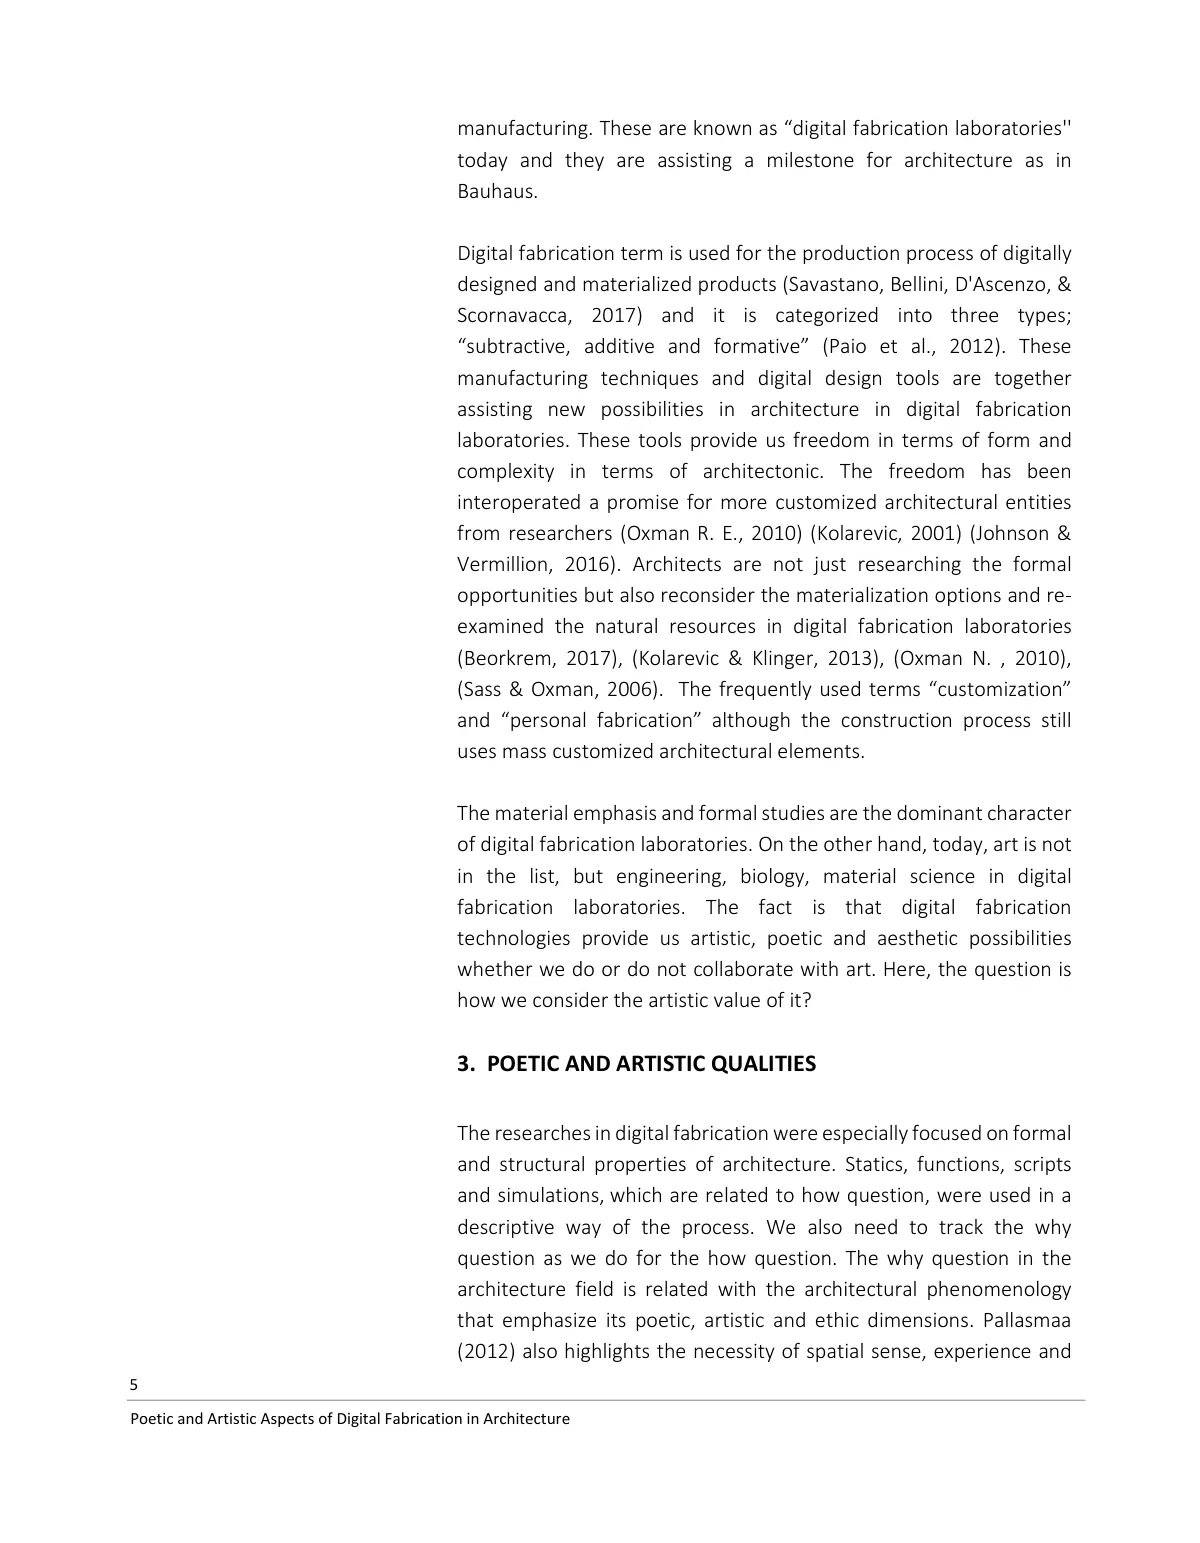 manufacturing. These are known as “digital fabrication laboratories''
today and they are assisting a milestone for architecture as in
Bauhaus.
Digital fabrication term is used for the production process of digitally
designed and materialized products (Savastano, Bellini, D'Ascenzo, &
Scornavacca, 2017) and it is categorized into three types;
“subtractive, additive and formative” (Paio et al., 2012). These
manufacturing techniques and digital design tools are together
assisting new possibilities in architecture in digital fabrication
laboratories. These tools provide us freedom in terms of form and
complexity in terms of architectonic. The freedom has been
interoperated a promise for more customized architectural entities
from researchers (Oxman R. E., 2010) (Kolarevic, 2001) (Johnson &
Vermillion, 2016). Architects are not just researching the formal
opportunities but also reconsider the materialization options and re-
examined the natural resources in digital fabrication laboratories
(Beorkrem, 2017), (Kolarevic & Klinger, 2013), (Oxman N. , 2010),
(Sass & Oxman, 2006).  The frequently used terms “customization”
and “personal fabrication” although the construction process still
uses mass customized architectural elements.
The material emphasis and formal studies are the dominant character
of digital fabrication laboratories. On the other hand, today, art is not
in the list, but engineering, biology, material science in digital
fabrication laboratories. The fact is that digital fabrication
technologies provide us artistic, poetic and aesthetic possibilities
whether we do or do not collaborate with art. Here, the question is
how we consider the artistic value of it?
3. POETIC AND ARTISTIC QUALITIES
The researches in digital fabrication were especially focused on formal
and structural properties of architecture. Statics, functions, scripts
and simulations, which are related to how question, were used in a
descriptive way of the process. We also need to track the why
question as we do for the how question. The why question in the
architecture field is related with the architectural phenomenology
that emphasize its poetic, artistic and ethic dimensions. Pallasmaa
(2012) also highlights the necessity of spatial sense, experience and
5
Poetic and Artistic Aspects of Digital Fabrication in Architecture